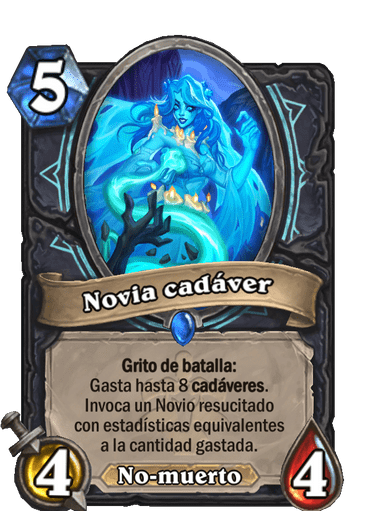 5
Novia cadáver
Grito de batalla:
Gasta hasta 8 cadáveres.
Invoca un Novio resucitado
con estadísticas equivalentes
a la cantidad gastada.
4
No-muerto
4